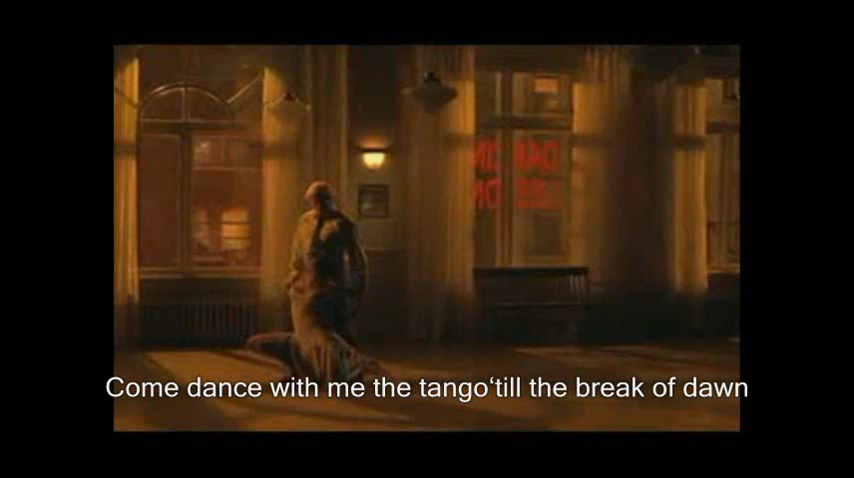 Come dance with me the tango‘till the break of dawn